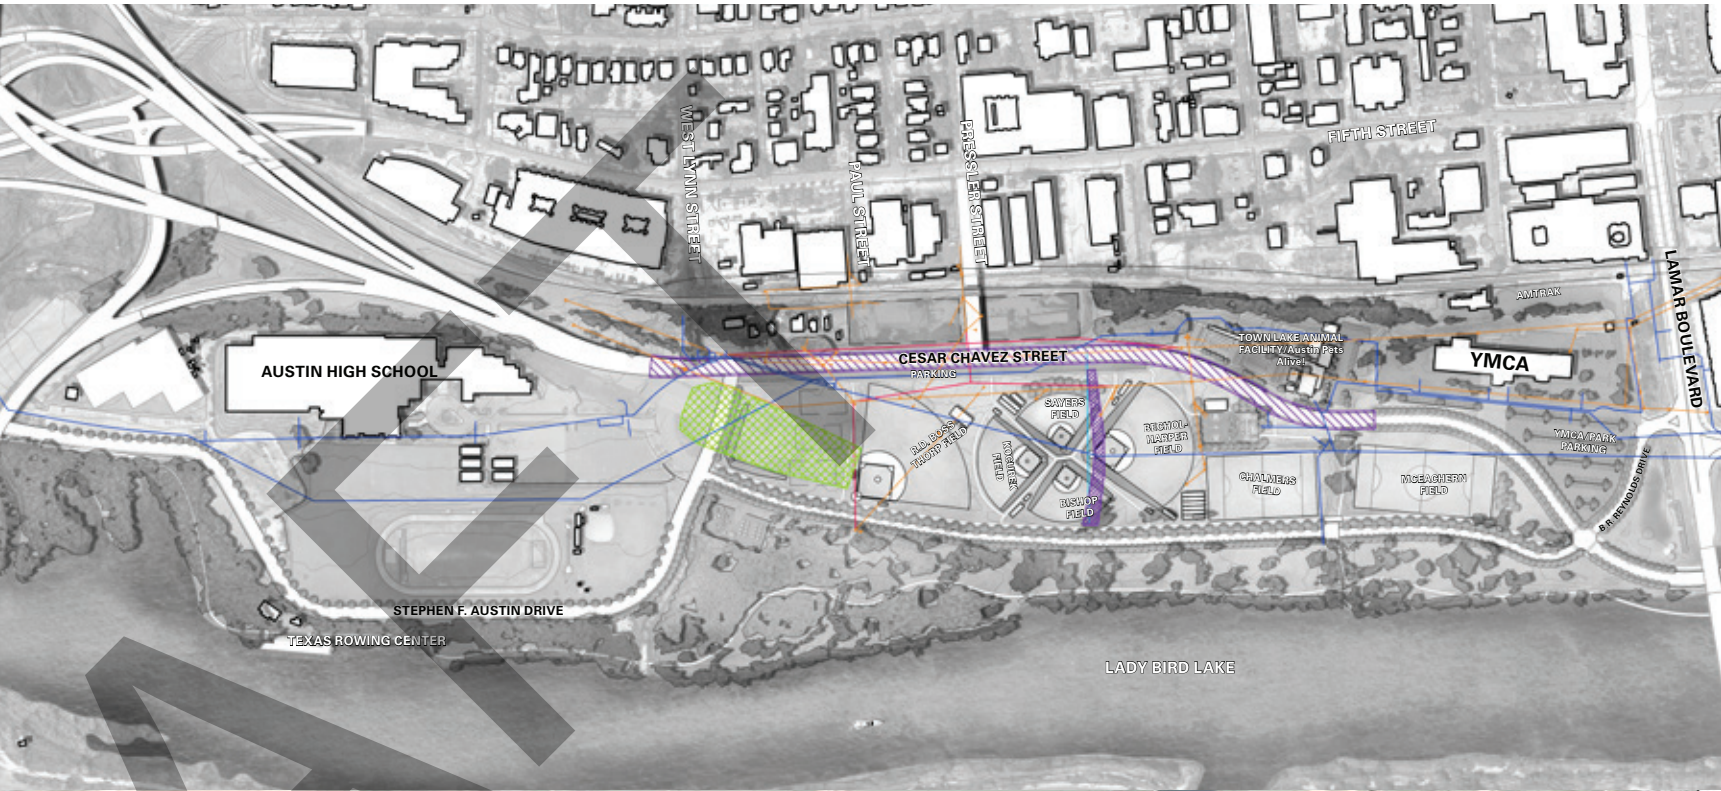 WEST LYNN STREET
PAUL STREET
PRESSLER STREET
FIFTH STREET
LAMAR BOULEVARD
AMTRAK
TOWN LAKE ANIMAL
FACILITY/Austin Pets
Alive!
YMCA
CESAR CHAVEZ STREET
PARKING
AUSTIN HIGH SCHOOL
SAYERS
FIELD
R.D. BOSS
THORP FIELD
KOCUREK
FIELD
BECHOL-
HARPER
FIELD
BISHOP
FIELD
CHALMERS
FIELD
MCEACHERN
FIELD
YMCA/PARK
PARKING
B R REYNOLDS DRIVE
STEPHEN F. AUSTIN DRIVE
TEXAS ROWING CENTER
LADY BIRD LAKE